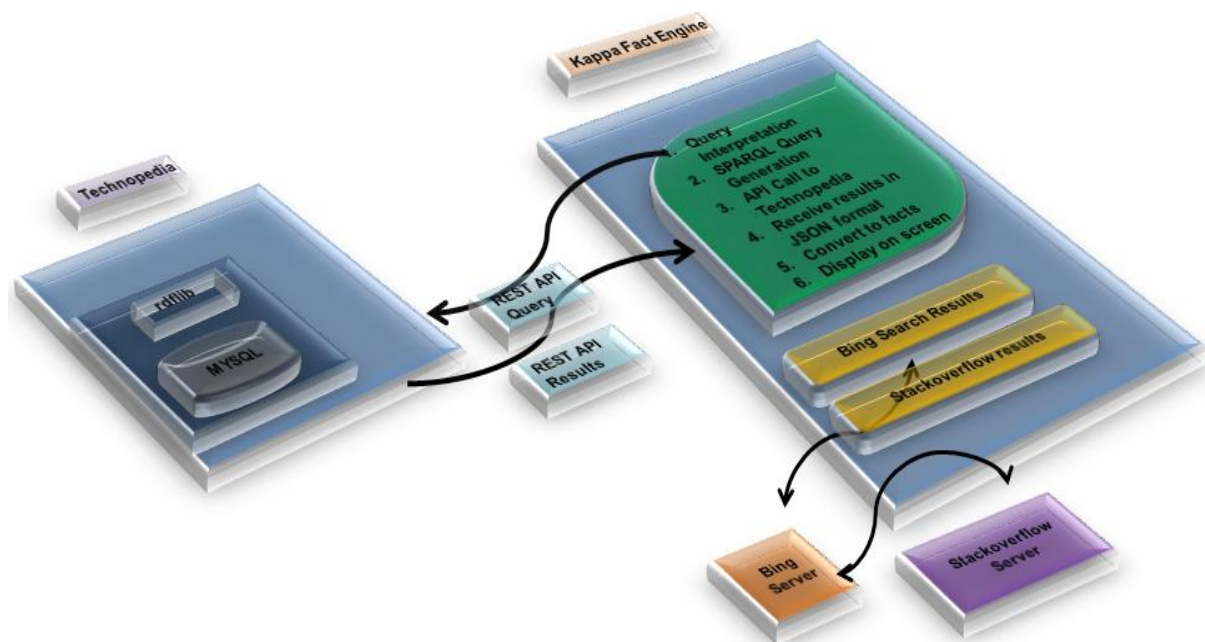 Kappa Fact Engine
1. Query
Interpretation
2. SPARQL Query
Generation
3. API Call to
Technopedia
4. Receive results in
JSON format
5. Convert to facts
6. Display on screen
Technopedia
rdflib
MYSQL
REST API
Query
REST API
Results
Bing Search Results
Stackoverflow results
Bing
Server
Stackoverflow
Server